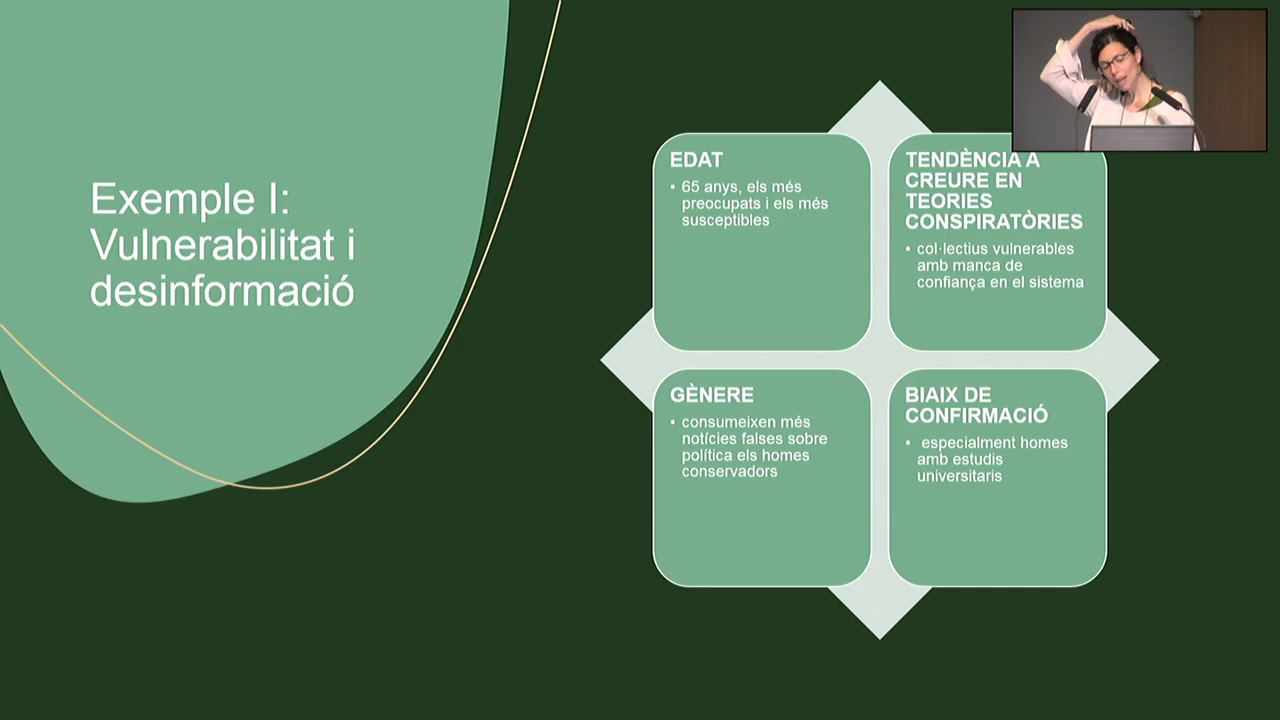 Exemple I:
Vulnerabilitat i
desinformació
EDAT
• 65 anys, els més
preocupats i els més
susceptibles
TENDÈNCIA A
CREURE EN
TEORIES
CONSPIRATÒRIES
• col·lectius vulnerables
amb manca de
confiança en el sistema
GÈNERE
• consumeixen més
notícies falses sobre
política els homes
conservadors
BIAIX DE
CONFIRMACIÓ
• especialment homes
amb estudis
universitaris